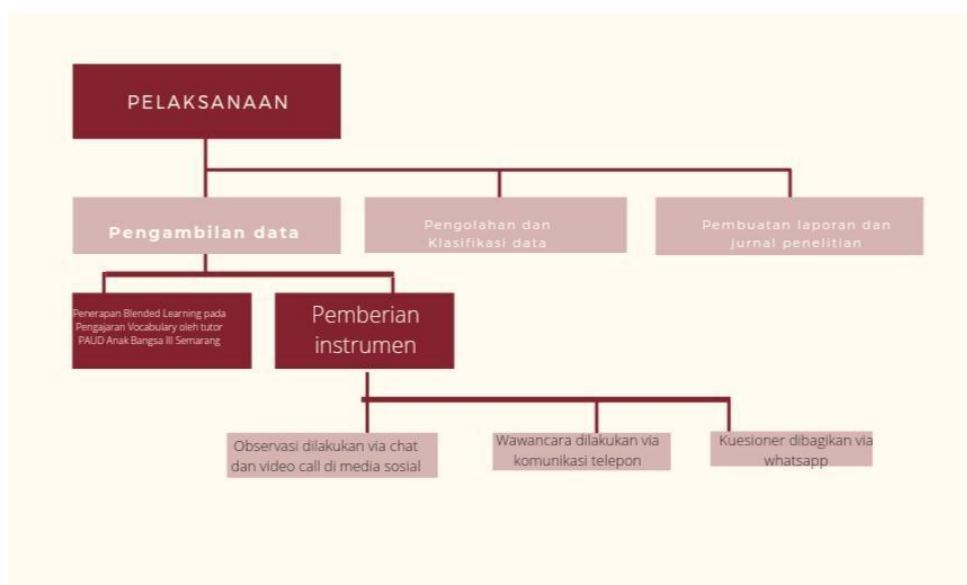 PELAKSANAAN
Pengambilan data
Pengolahan dan
Klasifikasi data
Pembuatan laporan dan
jurnal penelitian
Penerapan Blended Learning pada
Pengajaran Vocabulary oleh tutor
PAUD Anak Bangsa III Semarang
Pemberian
instrumen
Observasi dilakukan via chat
dan video call di media sosial
Wawancara dilakukan via
komunikasi telepon
Kuesioner dibagikan via
whatsapp